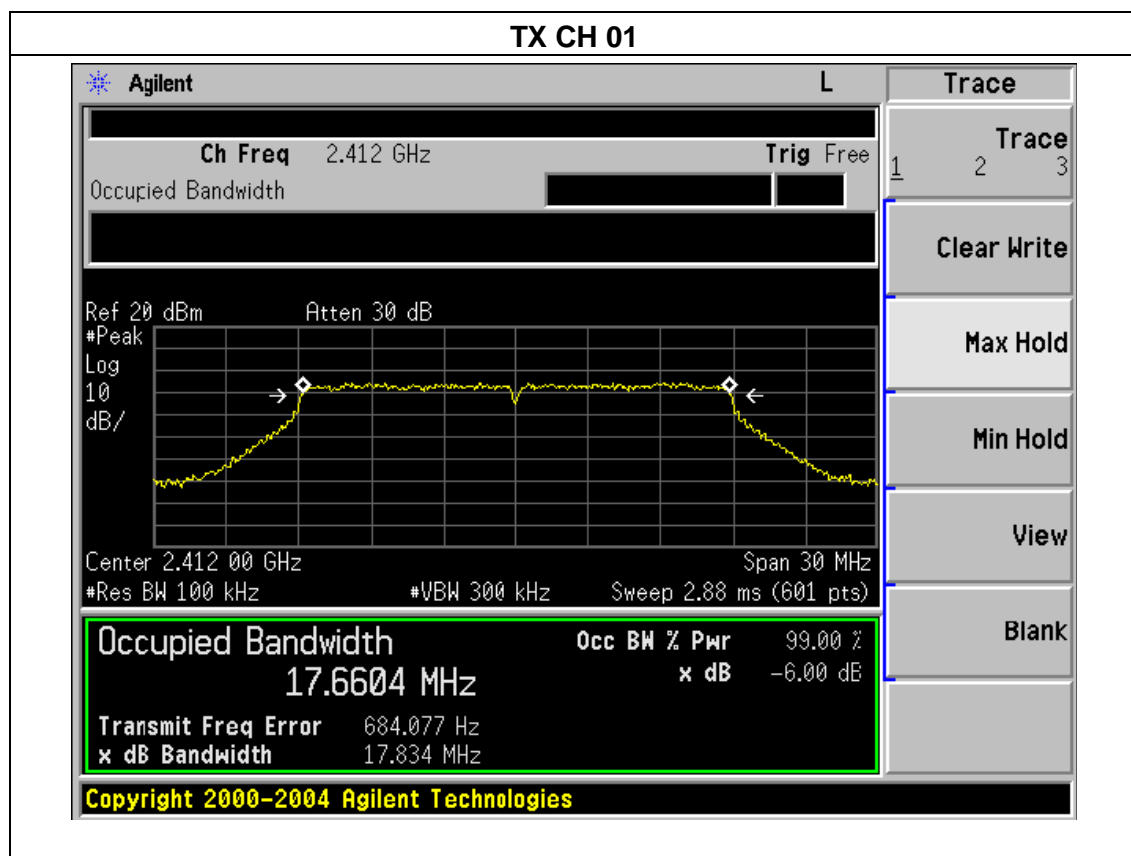 TX CH 01
Agilent L Trace
Ch Freq 2.412 GHz Trig Free
Occupied Bandwidth
Trace
1 2 3
Clear Write
Max Hold
Min Hold
View
Blank
Ref 20 dBm Atten 30 dB
#Peak
Log
10
dB/
Center 2.412 00 GHz Span 30 MHz
#Res BW 100 kHz #VBW 300 kHz Sweep 2.88 ms (601 pts)
Occupied Bandwidth Occ BW % Pwr 99.00 %
17.6604 MHz x dB -6.00 dB
Transmit Freq Error 684.077 Hz
x dB Bandwidth 17.834 MHz
Copyright 2000-2004 Agilent Technologies